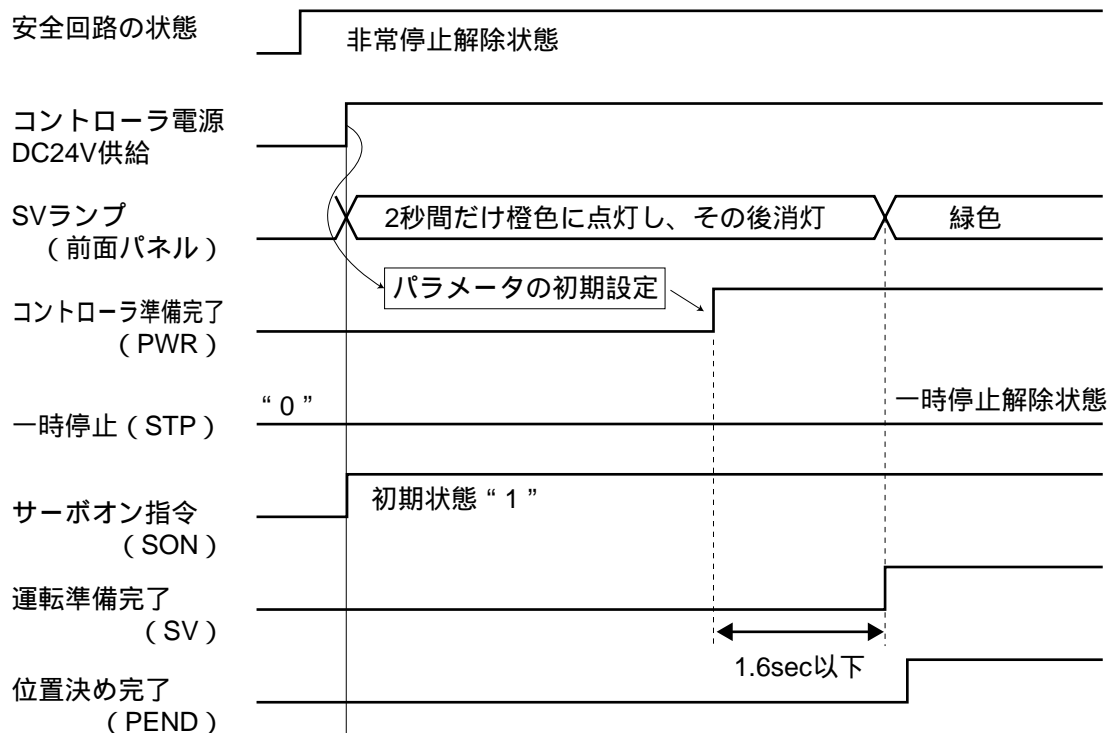 安全回路の状態
非常停止解除状態
コントローラ電源
DC24V供給
SVランプ
（前面パネル）
2秒間だけ橙色に点灯し、その後消灯
緑色
パラメータの初期設定
コントローラ準備完了
（PWR）
“0”
一時停止解除状態
一時停止（STP）
初期状態“1”
サーボオン指令
（SON）
運転準備完了
（SV）
1.6sec以下
位置決め完了
（PEND）